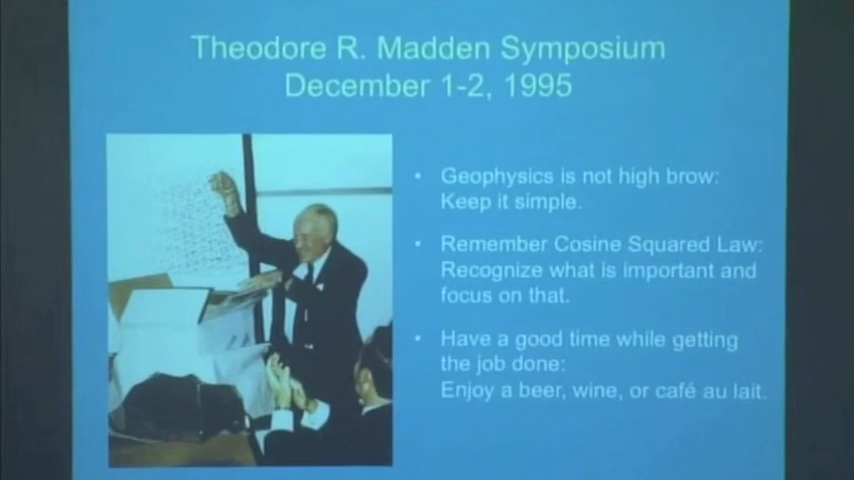 Theodore R. Madden Symposium
December 1-2, 1995
• Geophysics is not high brow:
Keep it simple.
• Remember Cosine Squared Law:
Recognize what is important and
focus on that.
• Have a good time while getting
the job done:
Enjoy a beer, wine, or café au lait.